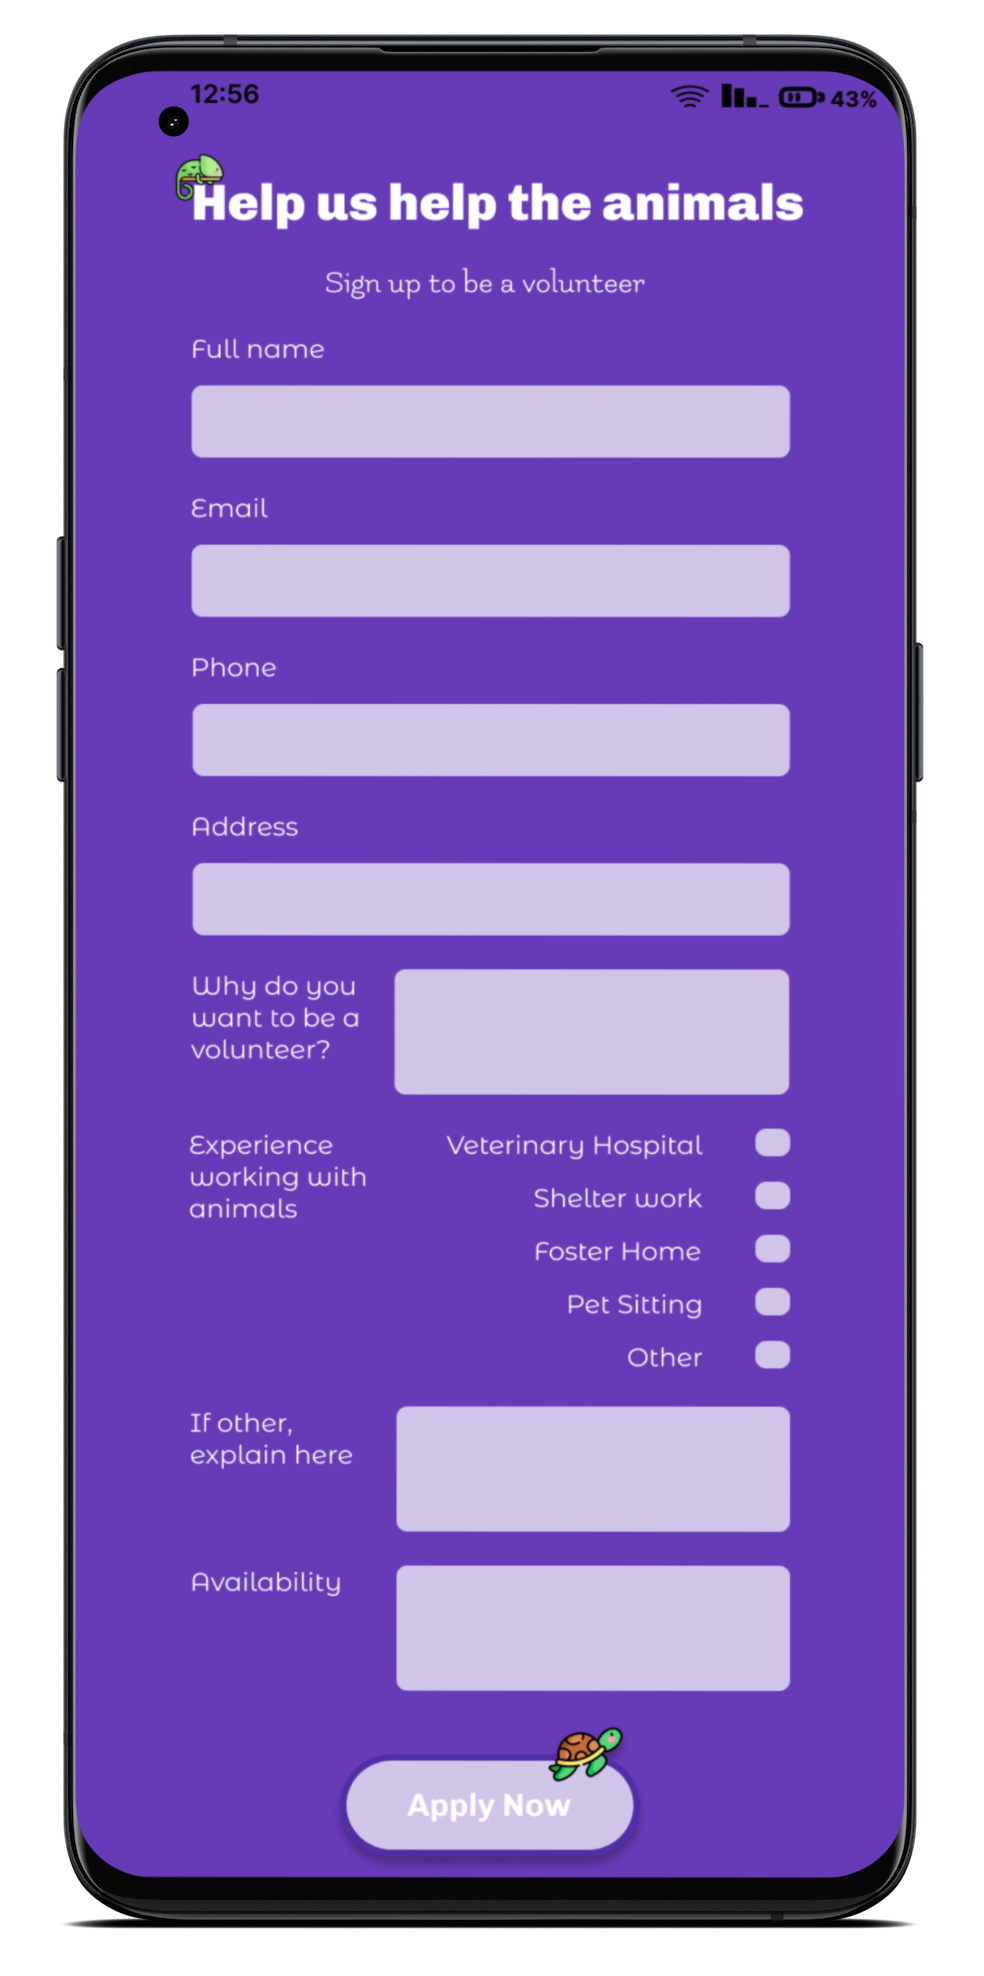 12:56
43%
Help us help the animals
Sign up to be a volunteer
Full name
Email
Phone
Address
Why do you
want to be a
volunteer?
Experience
working with
animals
Veterinary Hospital
Shelter work
Foster Home
Pet Sitting
Other
If other,
explain here
Availability
Apply Now